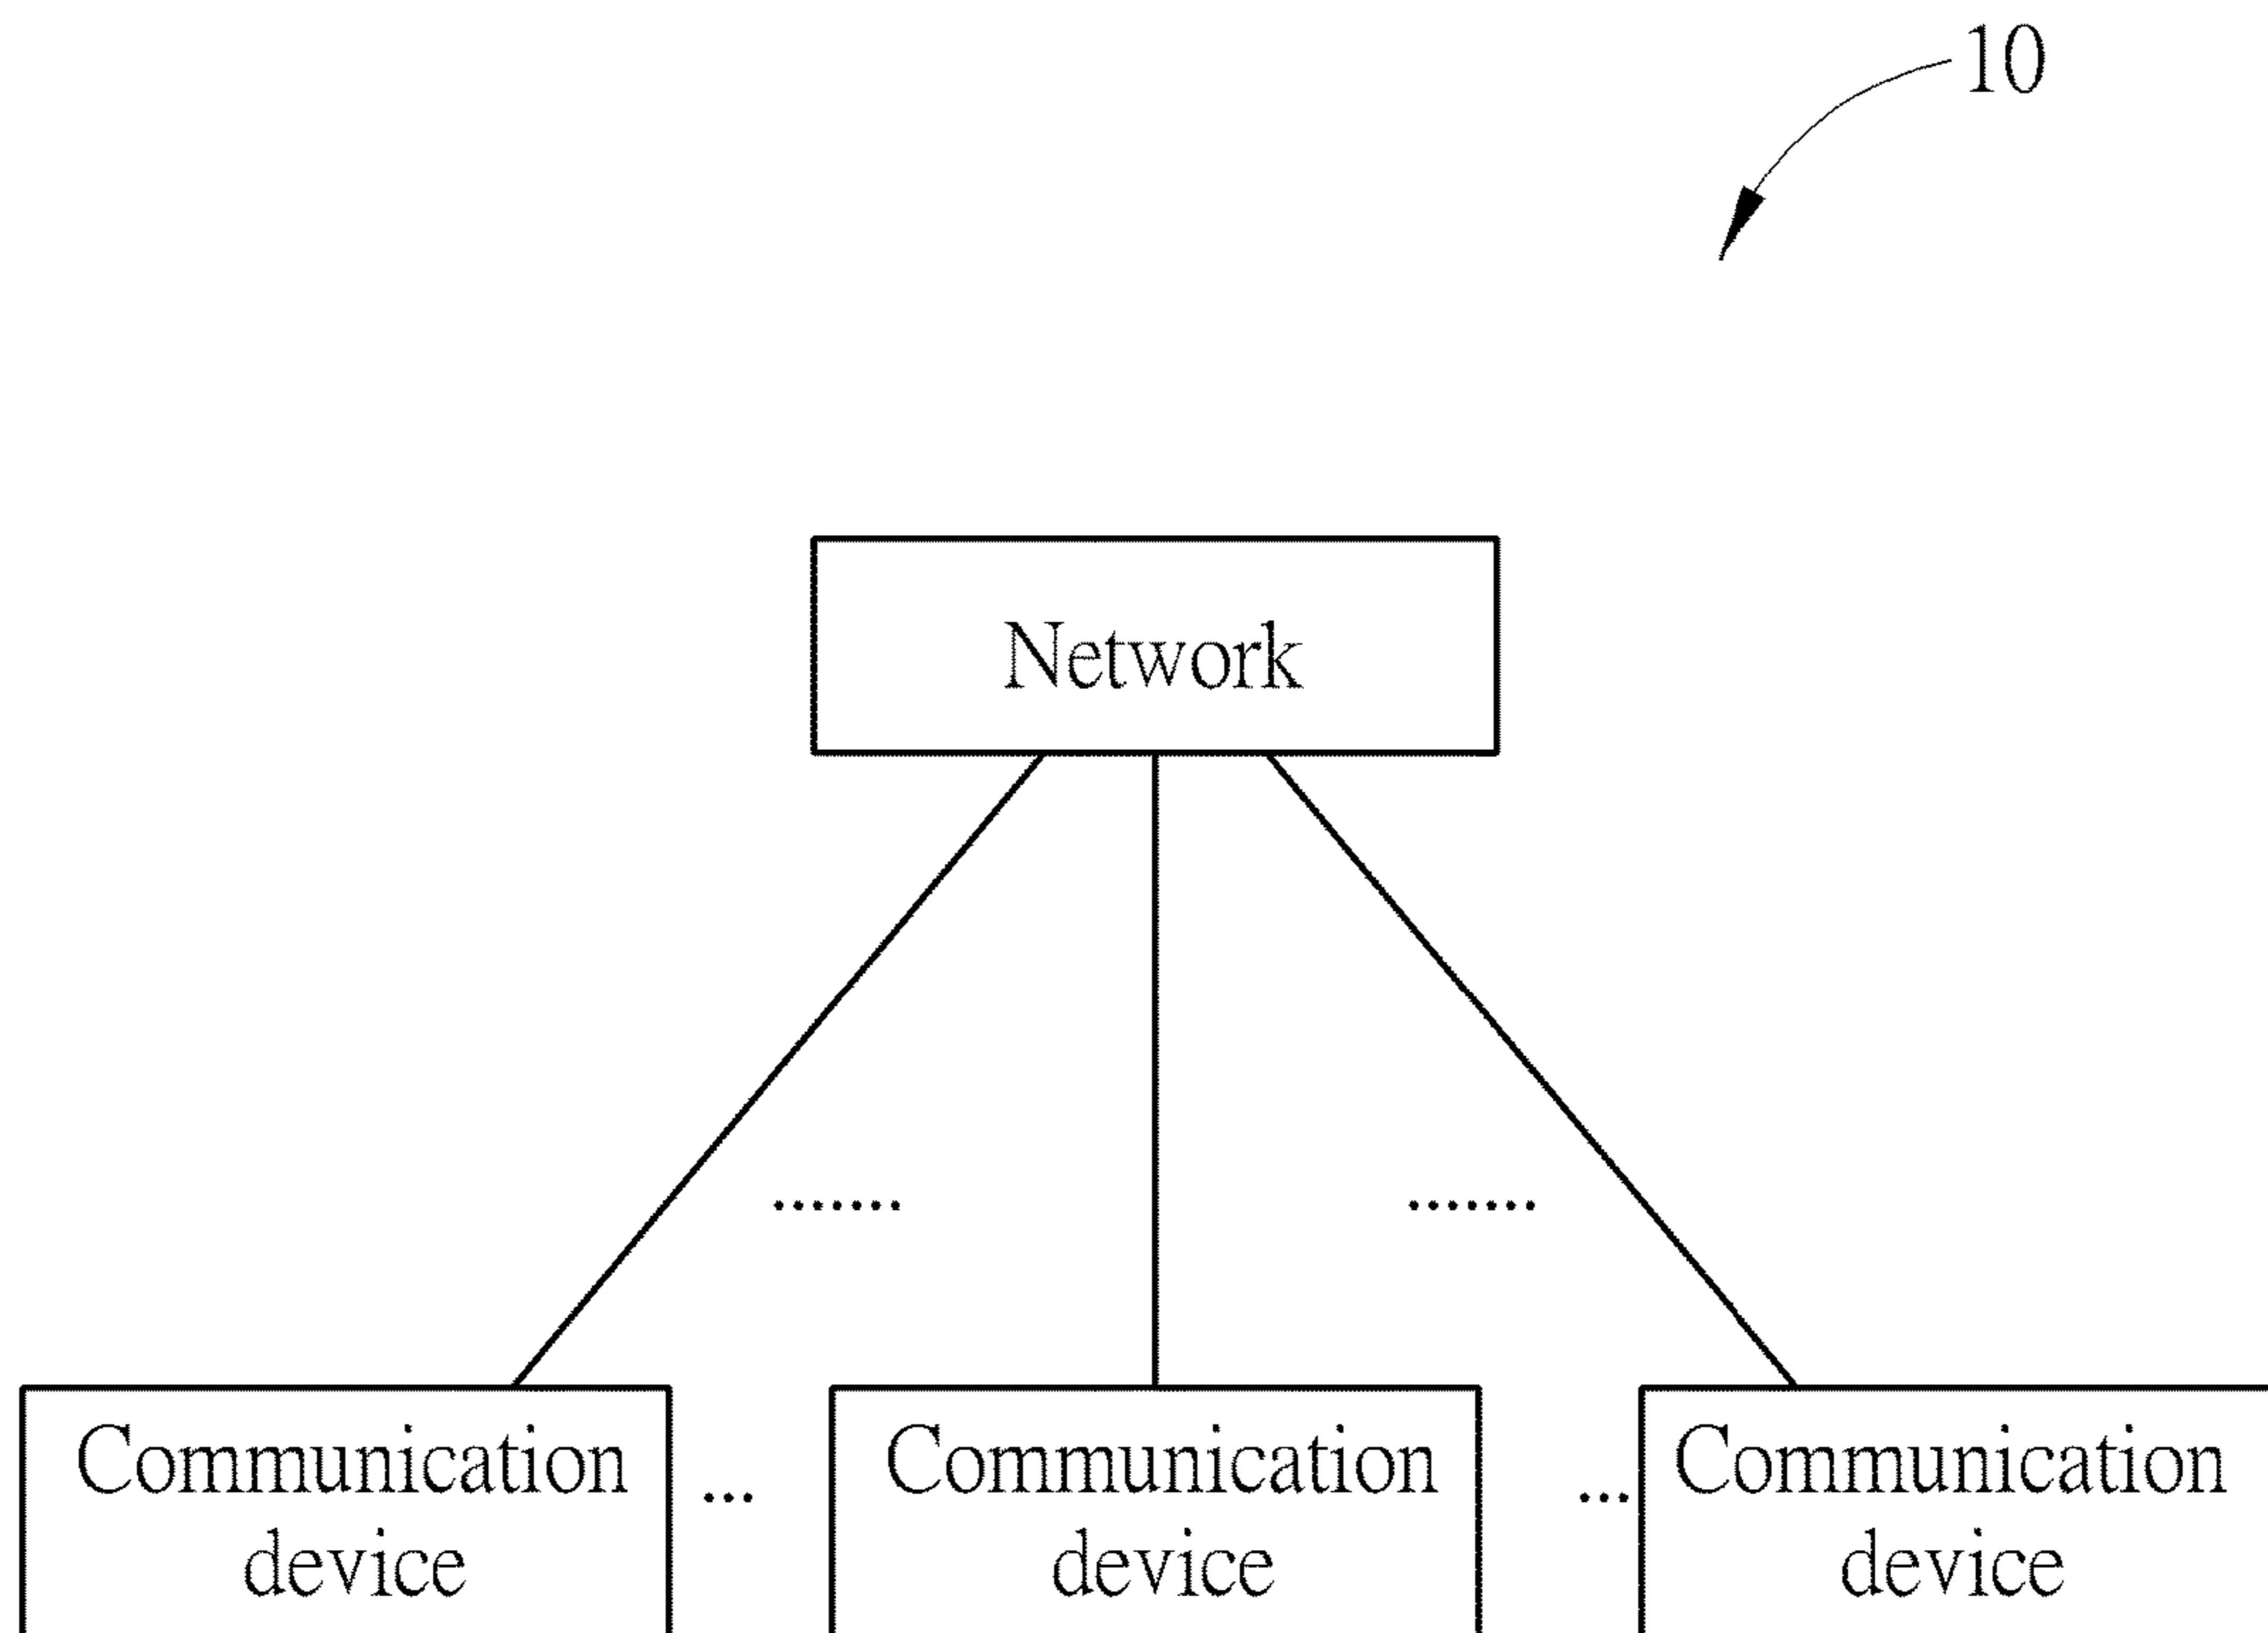 10
Network
.......  .......
Communication ... Communication ... Communication
device device device